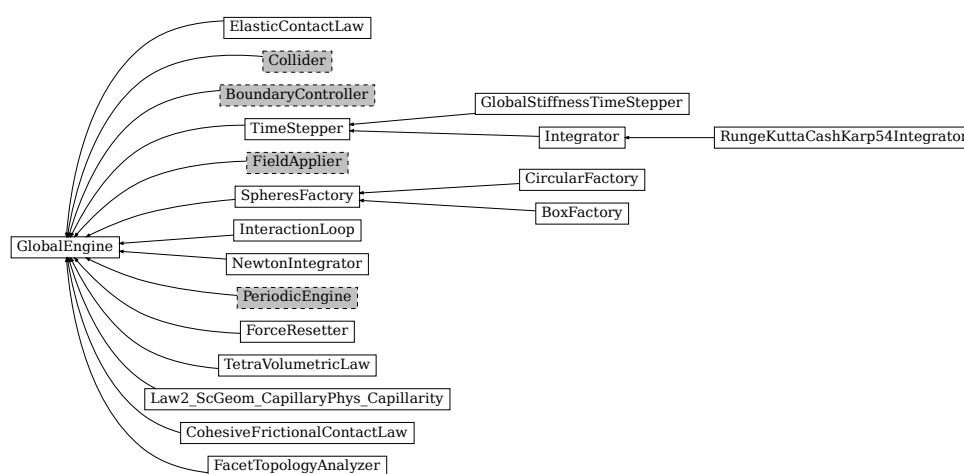 ElasticContactLaw
Collider
BoundaryController
GlobalStiffnessTimeStepper
TimeStepper
Integrator
RungeKuttaCashKarp54Integrator
FieldApplier
CircularFactory
SpheresFactory
BoxFactory
InteractionLoop
GlobalEngine
NewtonIntegrator
PeriodicEngine
ForceResetter
TetraVolumetricLaw
Law2_ScGeom_CapillaryPhys_Capillarity
CohesiveFrictionalContactLaw
FacetTopologyAnalyzer